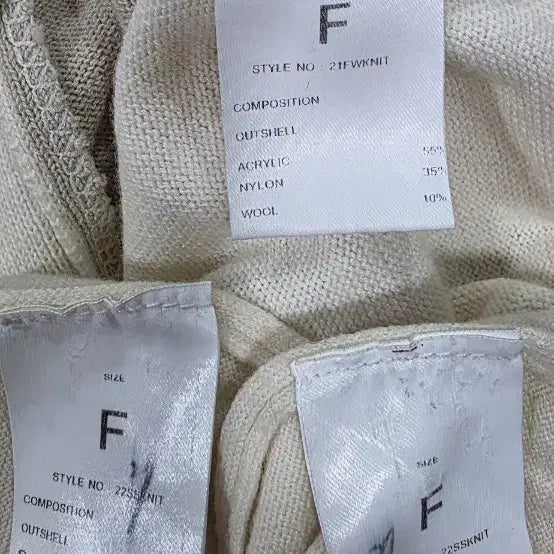 F
STYLE NO 21FWKNIT
COMPOSITION
OUTSHELL
ACRYLIC 55%
NYLON 35%
WOOL 10%
SIZE
F
STYLE NO 22SSKNIT
COMPOSITION
OUTSHELL
SIZE
F
22SSKNIT